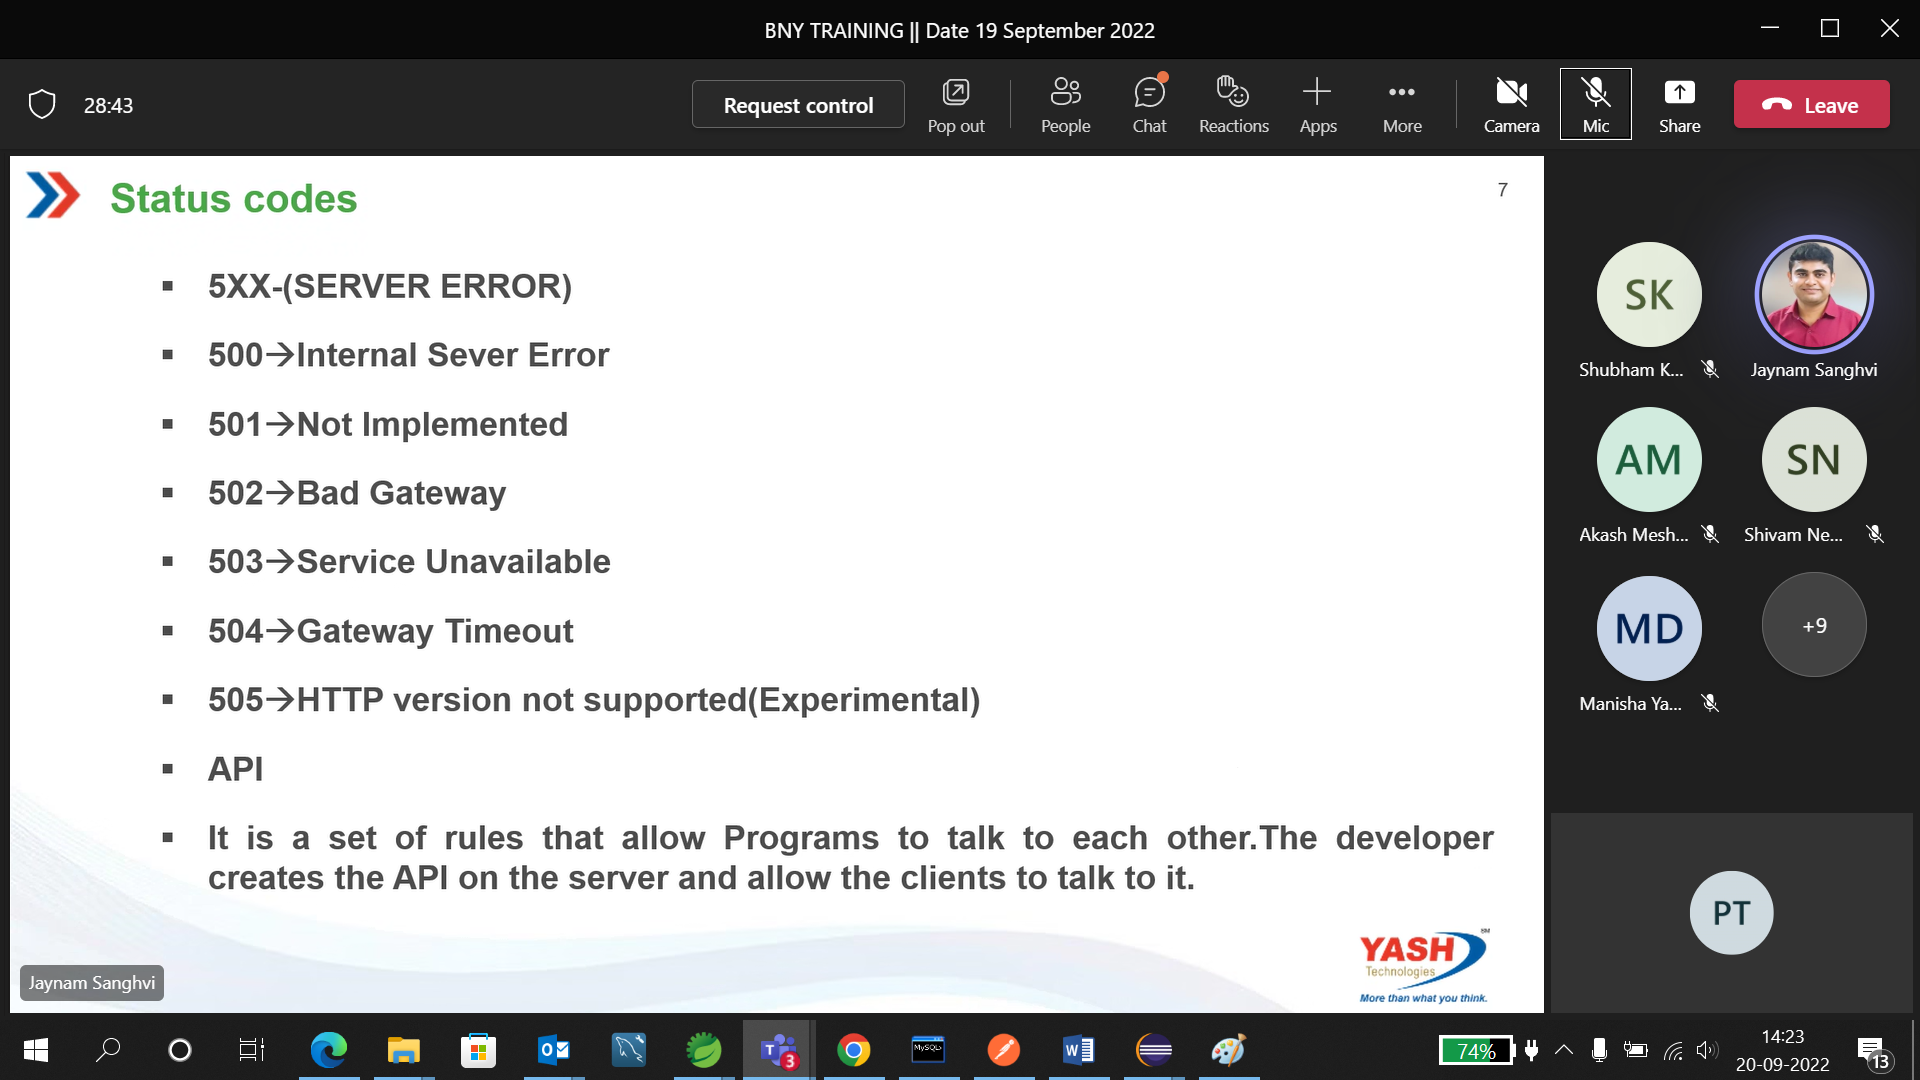 BNY TRAINING || Date 19 September 2022
28:43
Request control
Pop out
People
Chat
Reactions
Apps
More
Camera
Mic
Share
Leave
Status codes
7
▪ 5XX-(SERVER ERROR)
▪ 500→Internal Sever Error
▪ 501→Not Implemented
▪ 502→Bad Gateway
▪ 503→Service Unavailable
▪ 504→Gateway Timeout
▪ 505→HTTP version not supported(Experimental)
▪ API
▪ It is a set of rules that allow Programs to talk to each other.The developer
creates the API on the server and allow the clients to talk to it.
YASH
SM
Technologies
More than what you think.
Jaynam Sanghvi
SK
Shubham K...
Jaynam Sanghvi
AM
SN
Akash Mesh...
Shivam Ne...
MD
+9
Manisha Ya...
PT
MySQL
3
74%
14:23
20-09-2022
13